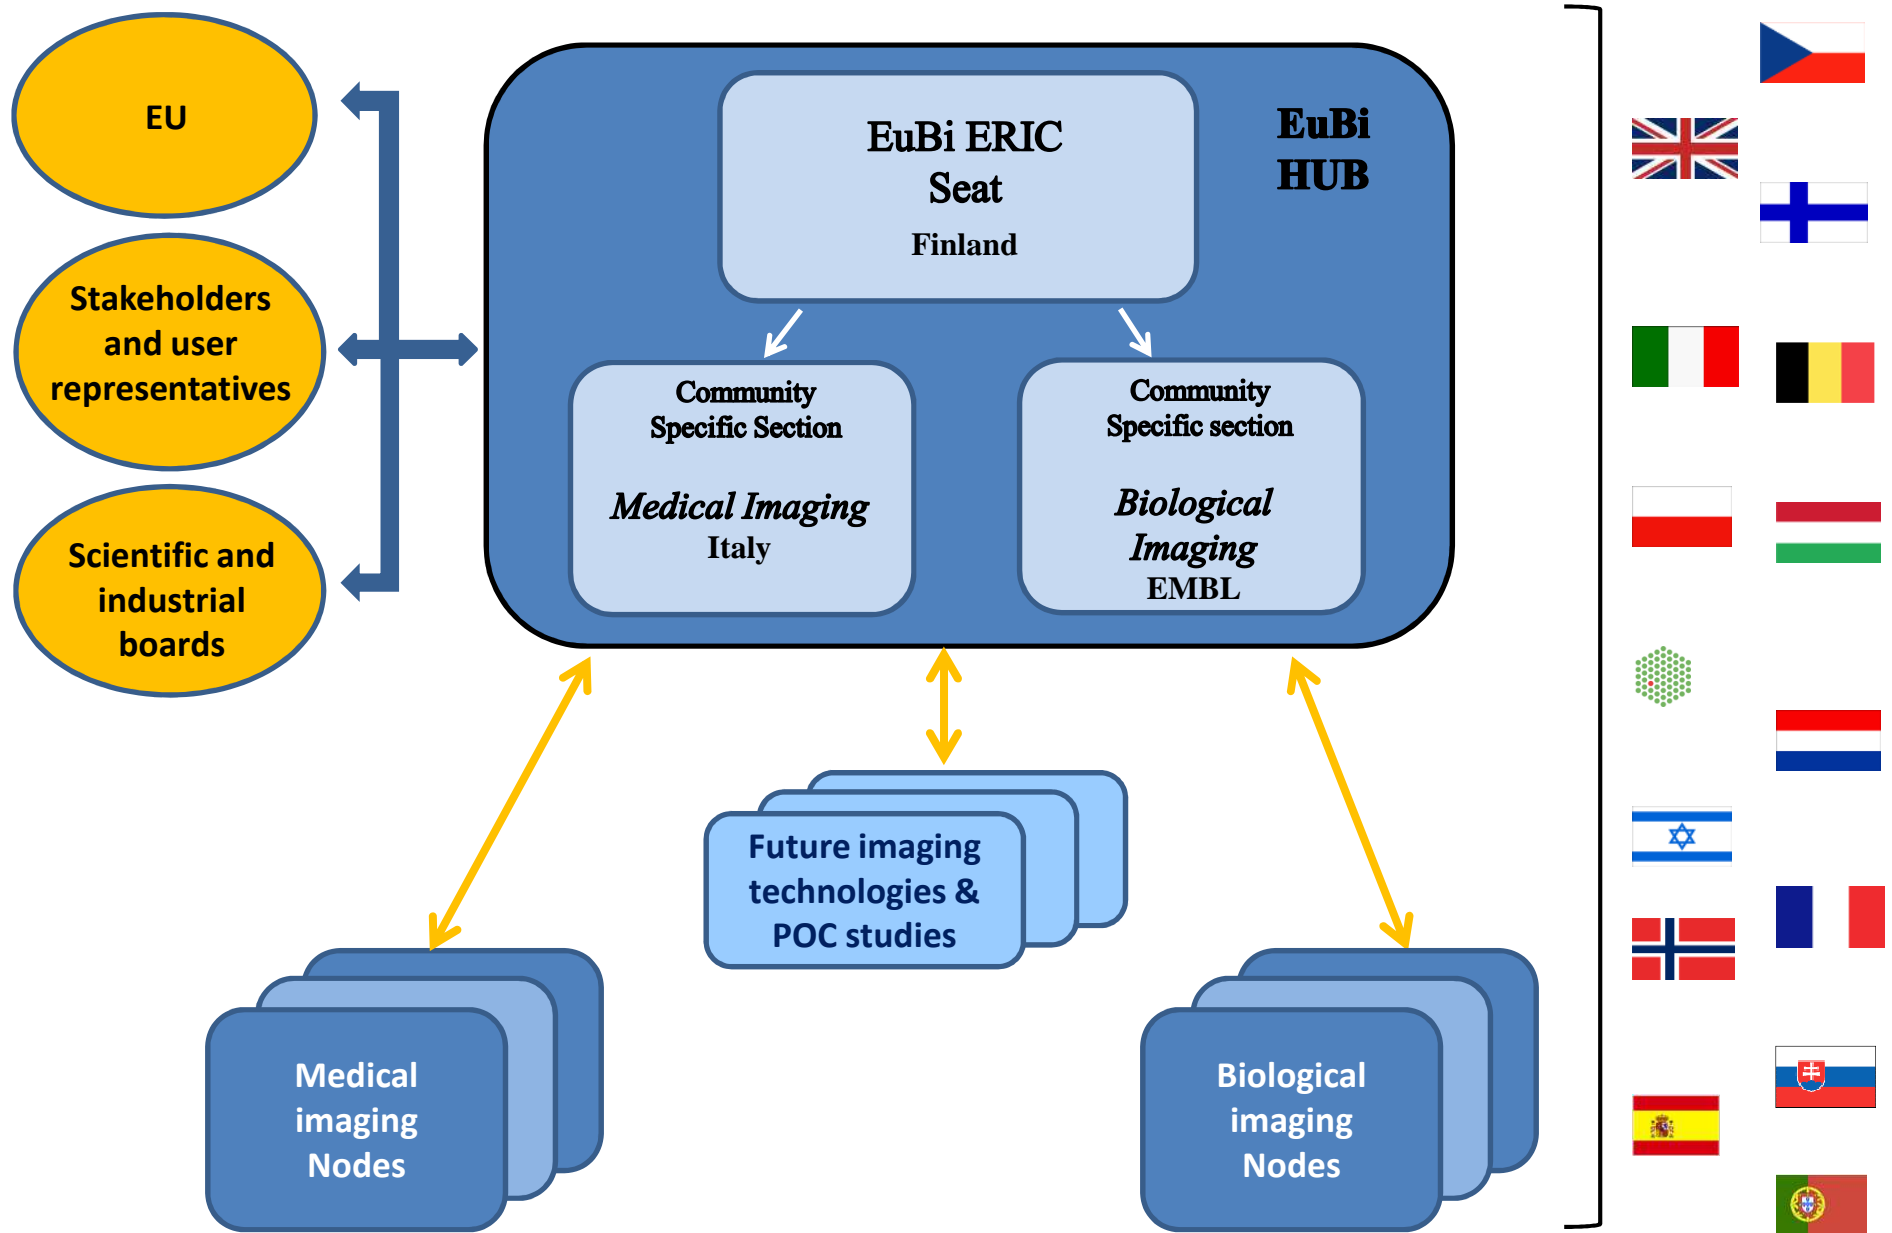 EU
Stakeholders
and user
representatives
Scientific and
industrial
boards
EuBi
HUB
EuBi ERIC
Seat
Finland
Community
Specific Section
Medical Imaging
Italy
Community
Specific section
Biological
Imaging
EMBL
Future imaging
technologies &
POC studies
Medical
imaging
Nodes
Biological
imaging
Nodes